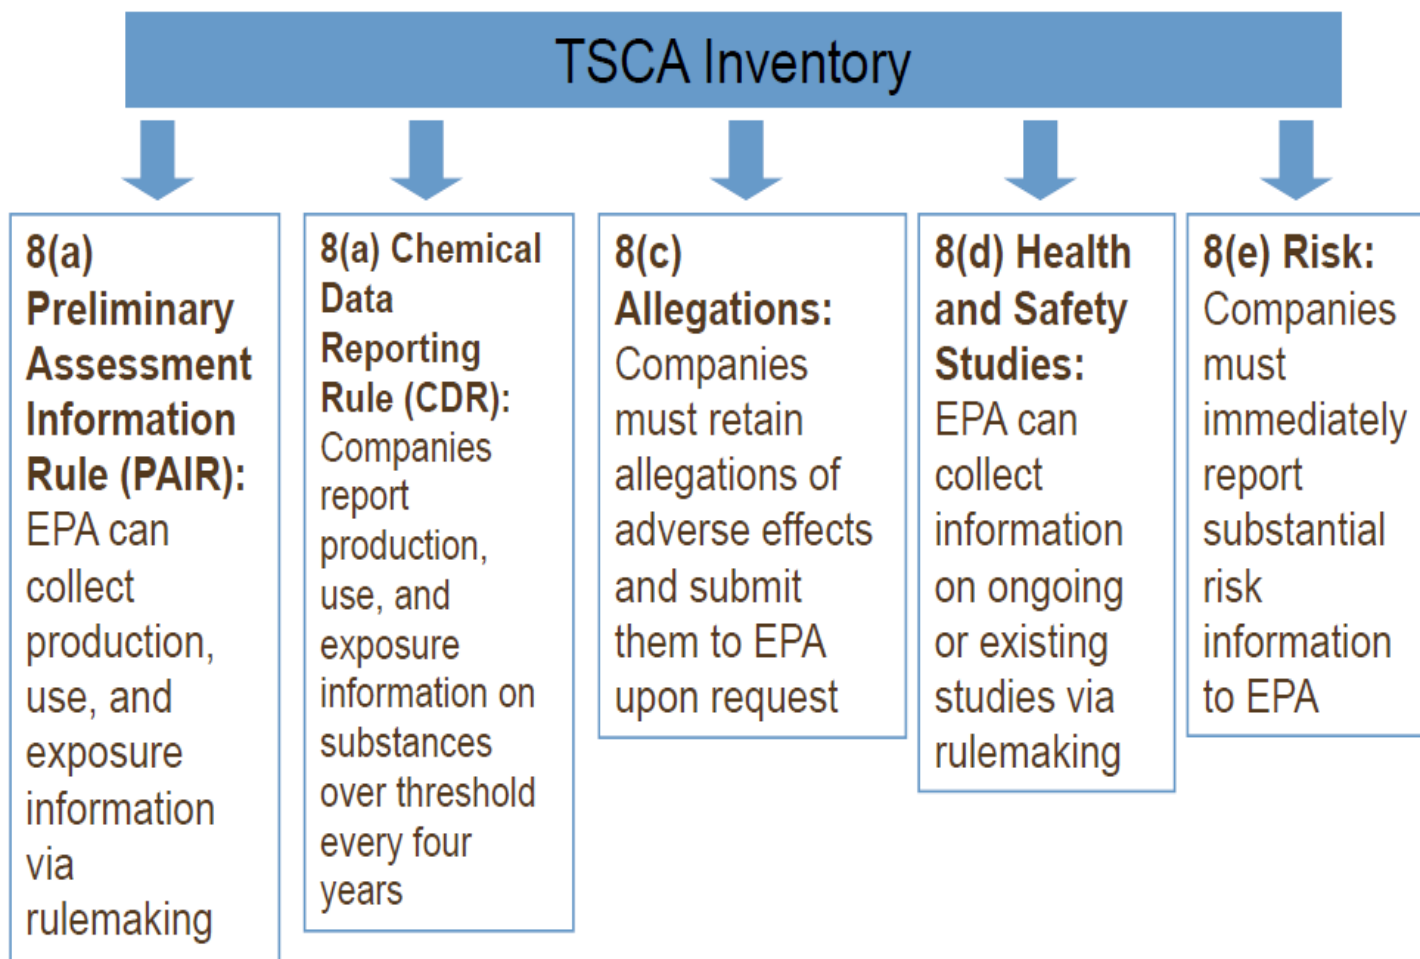 TSCA Inventory
8(a)
Preliminary
Assessment
Information
Rule (PAIR):
EPA can
collect
production,
use, and
exposure
information
via
rulemaking
8(a) Chemical
Data
Reporting
Rule (CDR):
Companies
report
production,
use, and
exposure
information on
substances
over threshold
every four
years
8(c)
Allegations:
Companies
must retain
allegations of
adverse effects
and submit
them to EPA
upon request
8(d) Health
and Safety
Studies:
EPA can
collect
information
on ongoing
or existing
studies via
rulemaking
8(e) Risk:
Companies
must
immediately
report
substantial
risk
information
to EPA